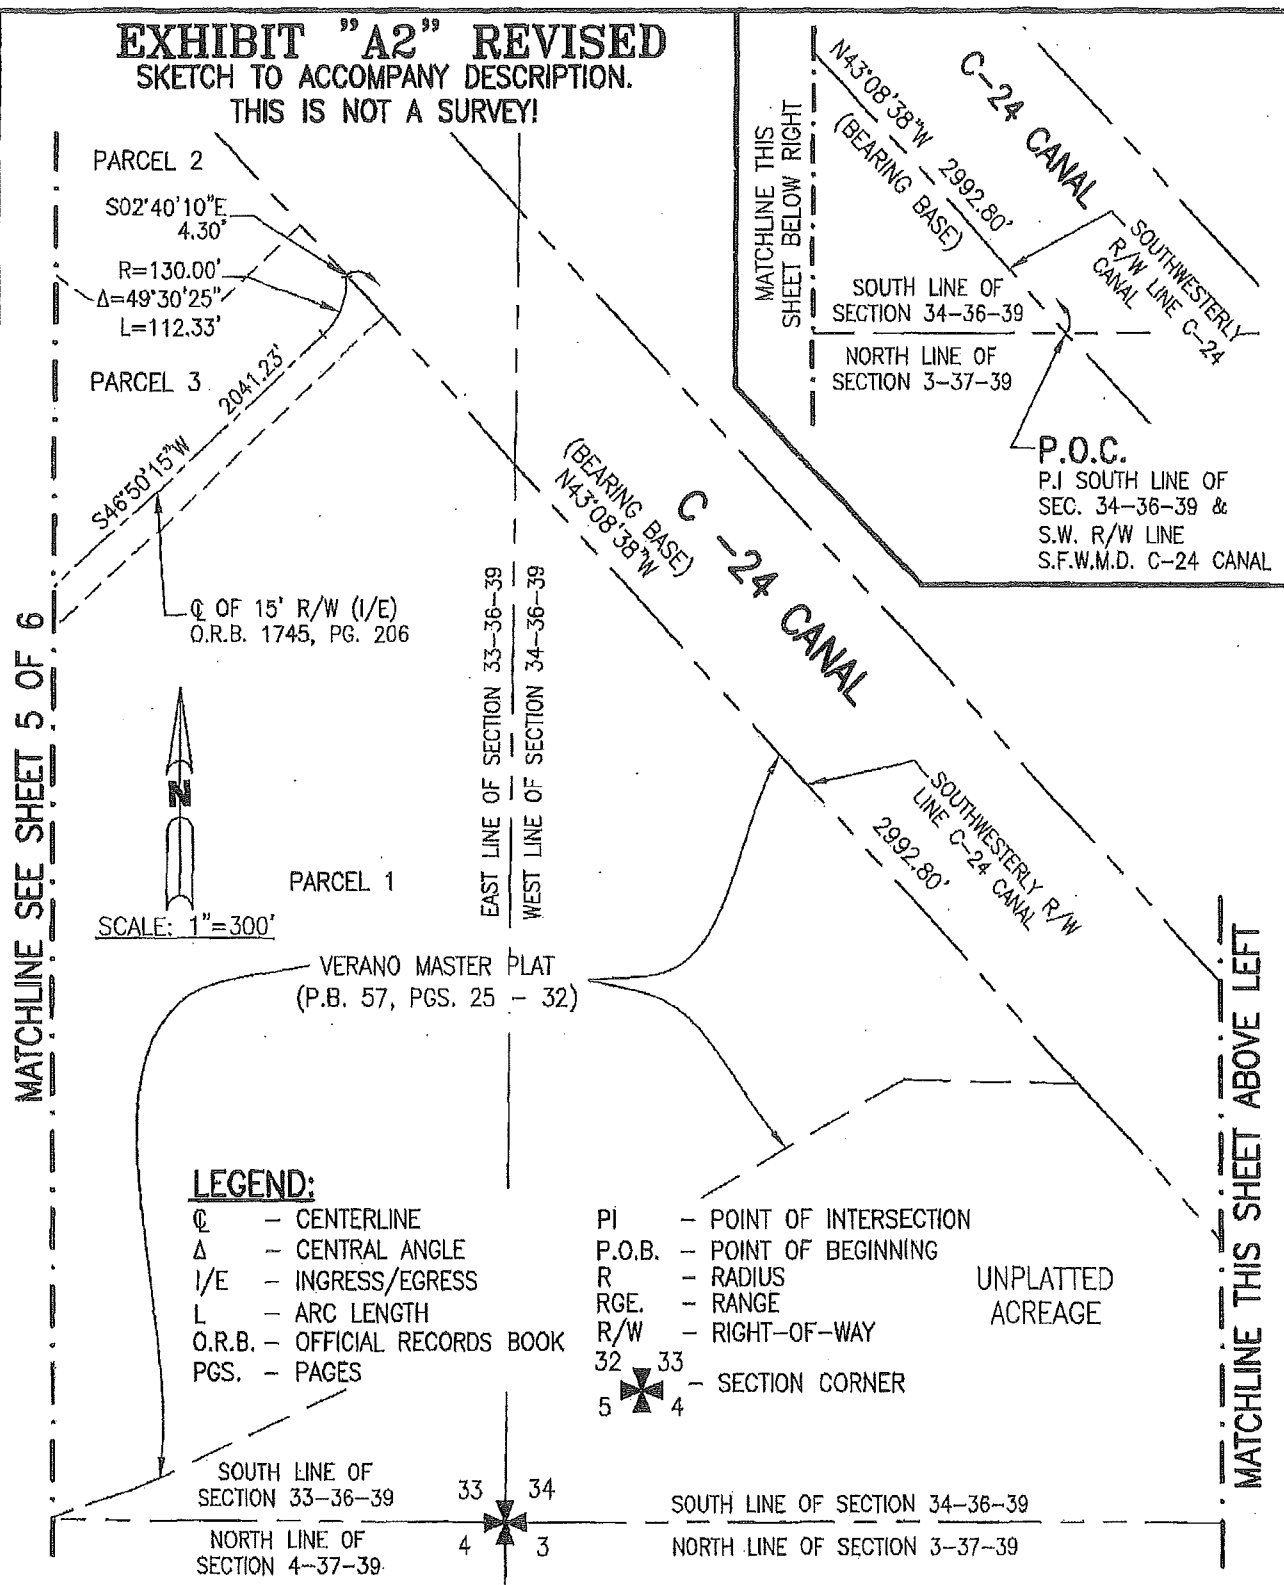 EXHIBIT "A2" REVISED
SKETCH TO ACCOMPANY DESCRIPTION.
THIS IS NOT A SURVEY!
PARCEL 2
S02°40'10"E
4.30'
R=130.00'
Δ=49°30'25"
L=112.33'
PARCEL 3
2041.23'
S46°50'15"W
℄ OF 15' R/W (I/E)
O.R.B. 1745, PG. 206
MATCHLINE SEE SHEET 5 OF 6
N
SCALE: 1"=300'
PARCEL 1
EAST LINE OF SECTION 33-36-39
WEST LINE OF SECTION 34-36-39
(BEARING BASE)
N43°08'38"W
C -24 CANAL
SOUTHWESTERLY R/W
LINE C-24 CANAL
2992.80'
VERANO MASTER PLAT
(P.B. 57, PGS. 25 - 32)
MATCHLINE THIS
SHEET BELOW RIGHT
N43°08'38"W 2992.80'
(BEARING BASE)
C-24 CANAL
SOUTHWESTERLY
R/W LINE C-24
CANAL
SOUTH LINE OF
SECTION 34-36-39
NORTH LINE OF
SECTION 3-37-39
P.O.C.
P.I SOUTH LINE OF
SEC. 34-36-39 &
S.W. R/W LINE
S.F.W.M.D. C-24 CANAL
MATCHLINE THIS SHEET ABOVE LEFT
LEGEND:
℄ - CENTERLINE
Δ - CENTRAL ANGLE
I/E - INGRESS/EGRESS
L - ARC LENGTH
O.R.B. - OFFICIAL RECORDS BOOK
PGS. - PAGES
PI - POINT OF INTERSECTION
P.O.B. - POINT OF BEGINNING
R - RADIUS
RGE. - RANGE
R/W - RIGHT-OF-WAY
32 33
- SECTION CORNER
5 4
UNPLATTED
ACREAGE
SOUTH LINE OF
SECTION 33-36-39
NORTH LINE OF
SECTION 4-37-39
33 34
4 3
SOUTH LINE OF SECTION 34-36-39
NORTH LINE OF SECTION 3-37-39